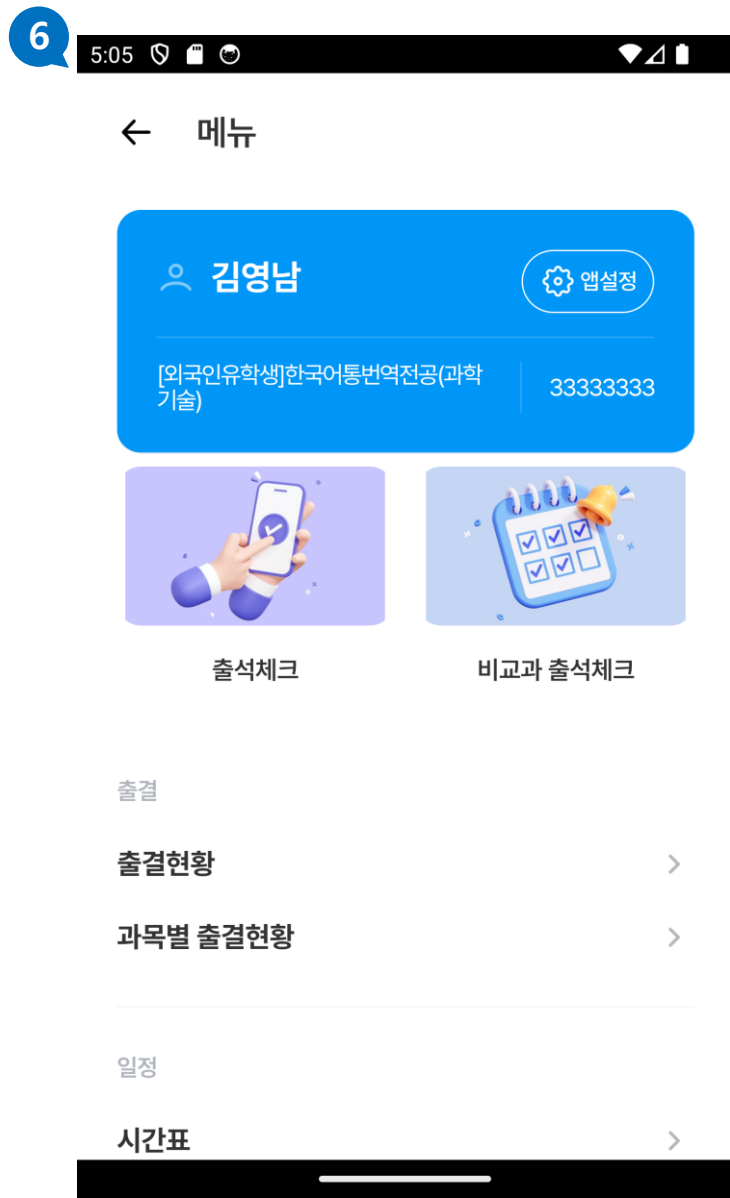 6
5:05
메뉴
김영남
앱설정
[외국인유학생]한국어통번역전공(과학
기술)
33333333
출석체크
비교과 출석체크
출결
출결현황
과목별 출결현황
일정
시간표